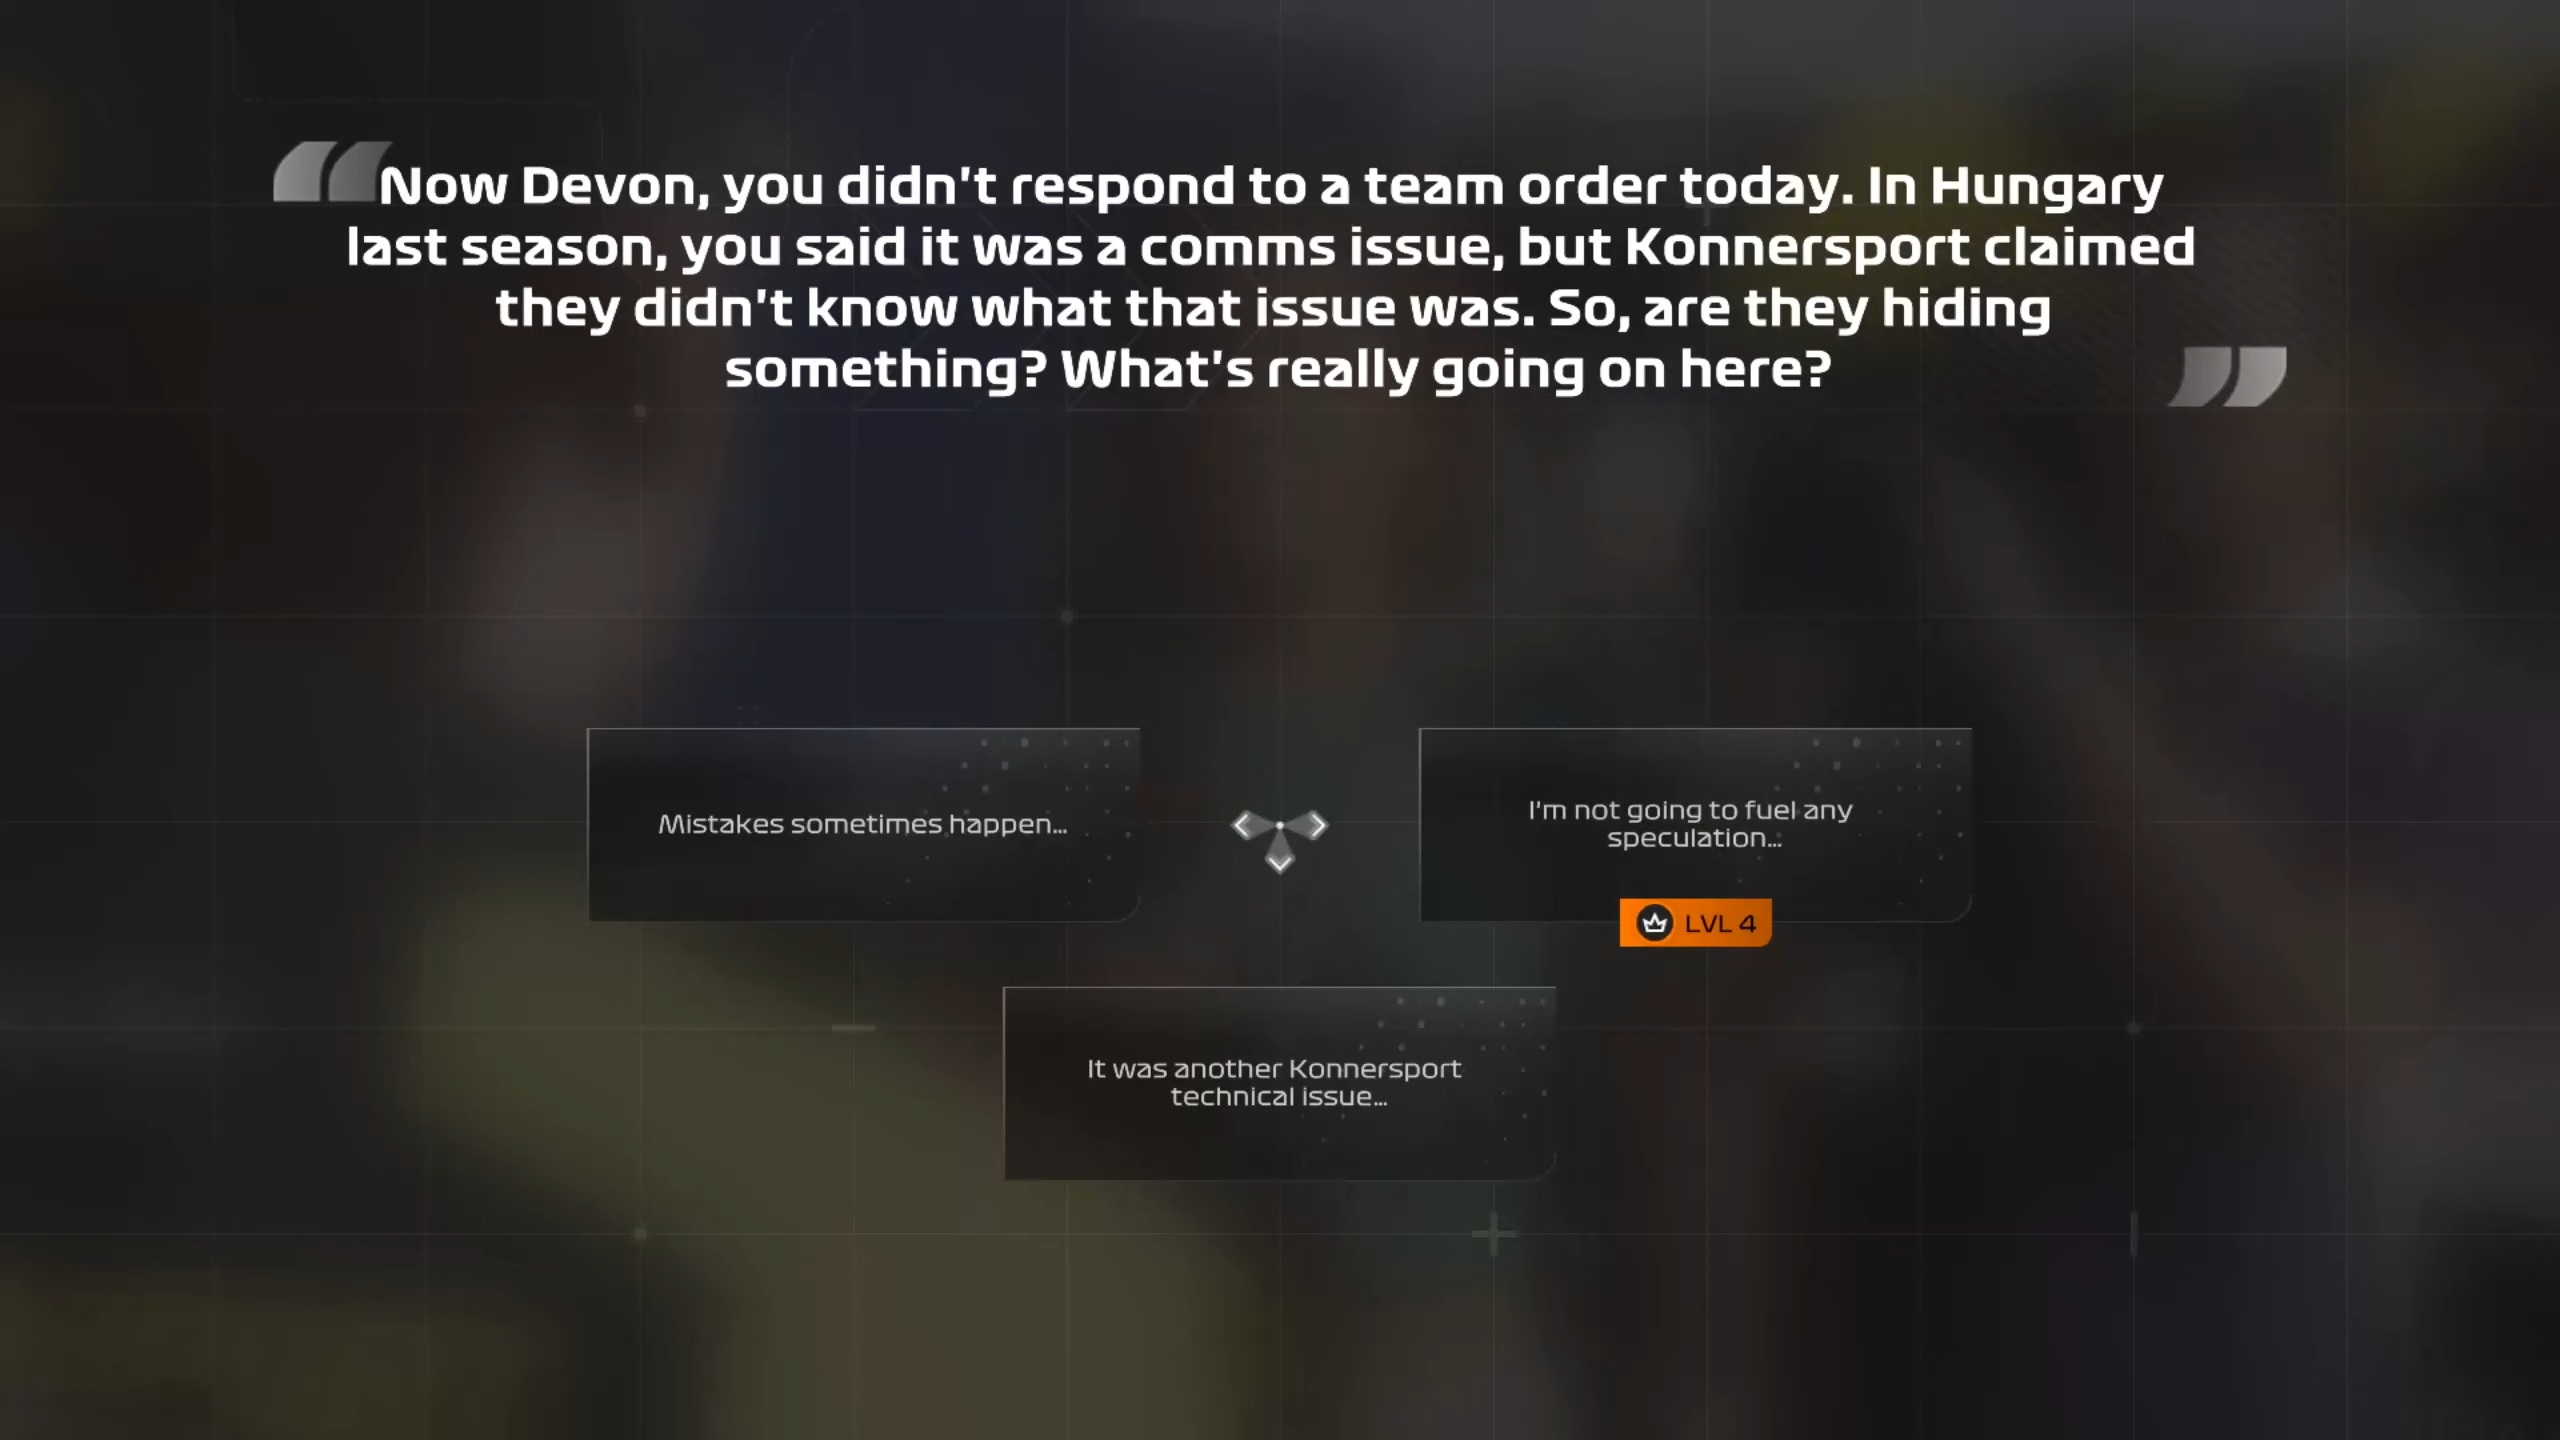 Now Devon, you didn't respond to a team order today. In Hungary
last season, you said it was a comms issue, but Konnersport claimed
they didn't know what that issue was. So, are they hiding
something? What's really going on here?
Mistakes sometimes happen...
I'm not going to fuel any
speculation...
LVL 4
It was another Konnersport
technical issue...